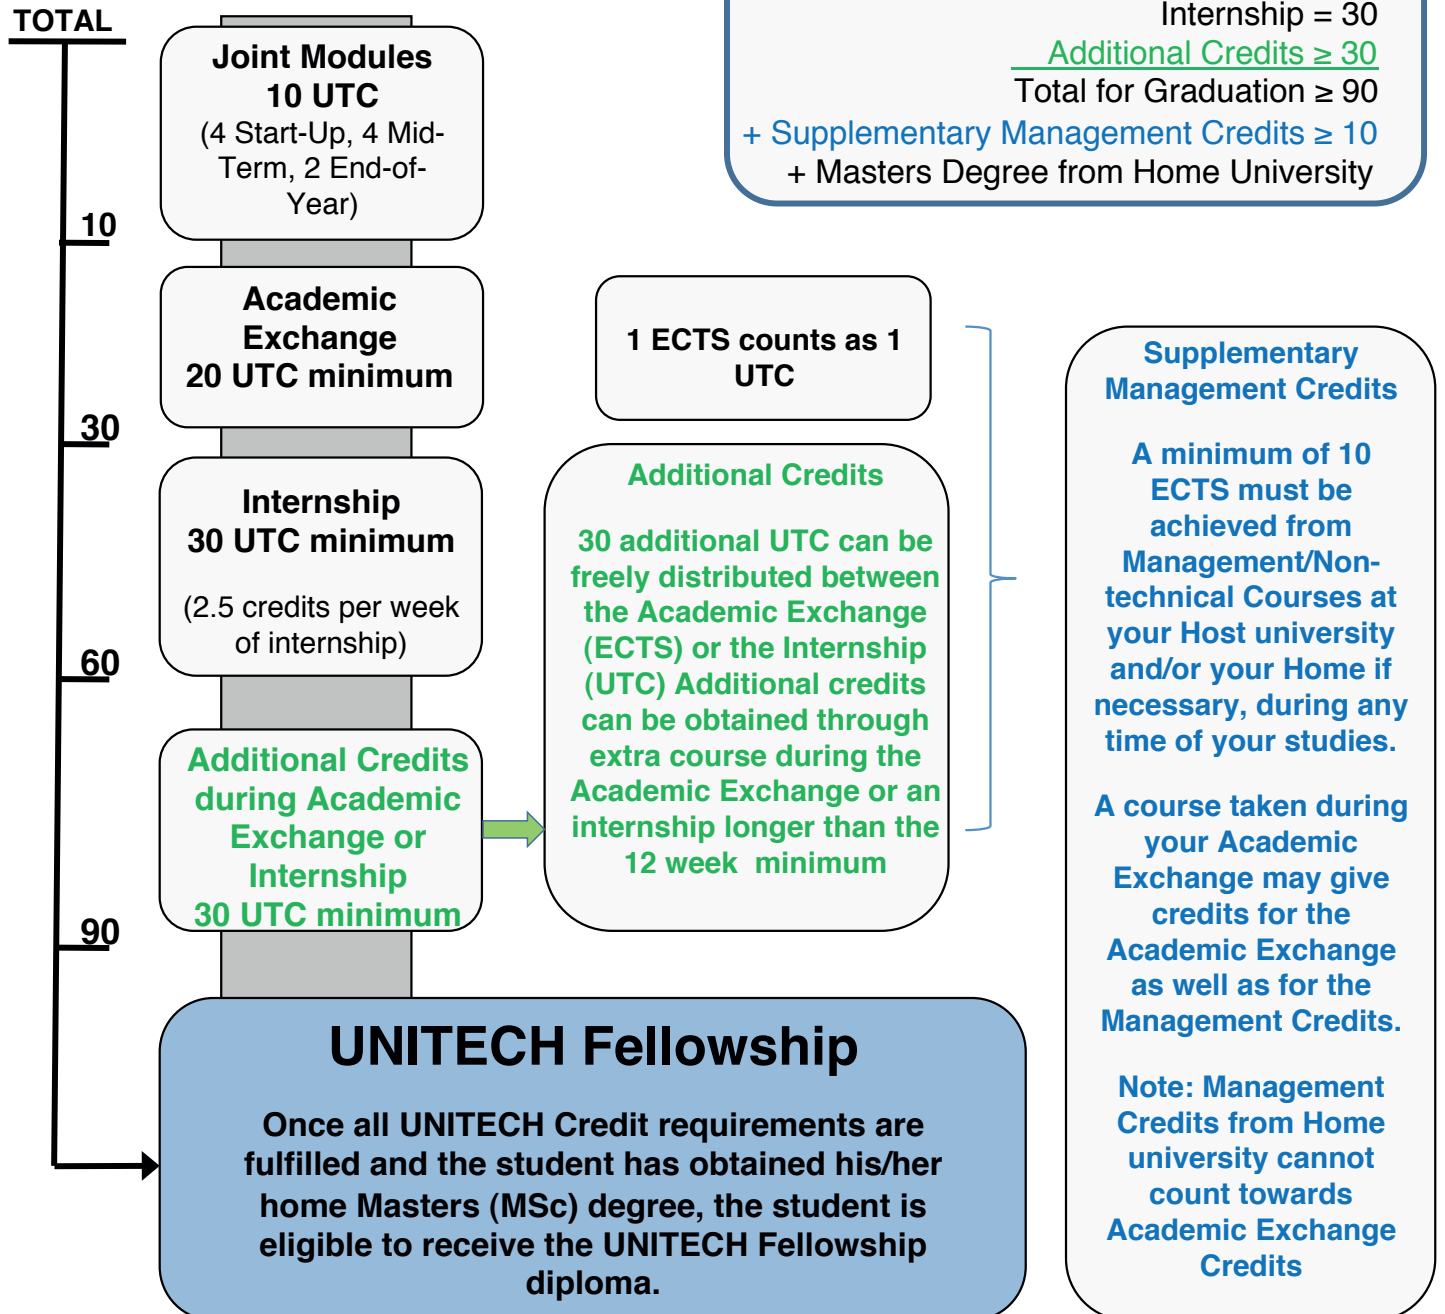 TOTAL
10
30
60
90
Joint Modules
10 UTC
(4 Start-Up, 4 Mid-
Term, 2 End-of-
Year)
Academic
Exchange
20 UTC minimum
Internship
30 UTC minimum
(2.5 credits per week
of internship)
Additional Credits
during Academic
Exchange or
Internship
30 UTC minimum
Internship = 30
Additional Credits ≥ 30
Total for Graduation ≥ 90
+ Supplementary Management Credits ≥ 10
+ Masters Degree from Home University
1 ECTS counts as 1
UTC
Additional Credits
30 additional UTC can be
freely distributed between
the Academic Exchange
(ECTS) or the Internship
(UTC) Additional credits
can be obtained through
extra course during the
Academic Exchange or an
internship longer than the
12 week minimum
Supplementary
Management Credits
A minimum of 10
ECTS must be
achieved from
Management/Non-
technical Courses at
your Host university
and/or your Home if
necessary, during any
time of your studies.
A course taken during
your Academic
Exchange may give
credits for the
Academic Exchange
as well as for the
Management Credits.
Note: Management
Credits from Home
university cannot
count towards
Academic Exchange
Credits
UNITECH Fellowship
Once all UNITECH Credit requirements are
fulfilled and the student has obtained his/her
home Masters (MSc) degree, the student is
eligible to receive the UNITECH Fellowship
diploma.